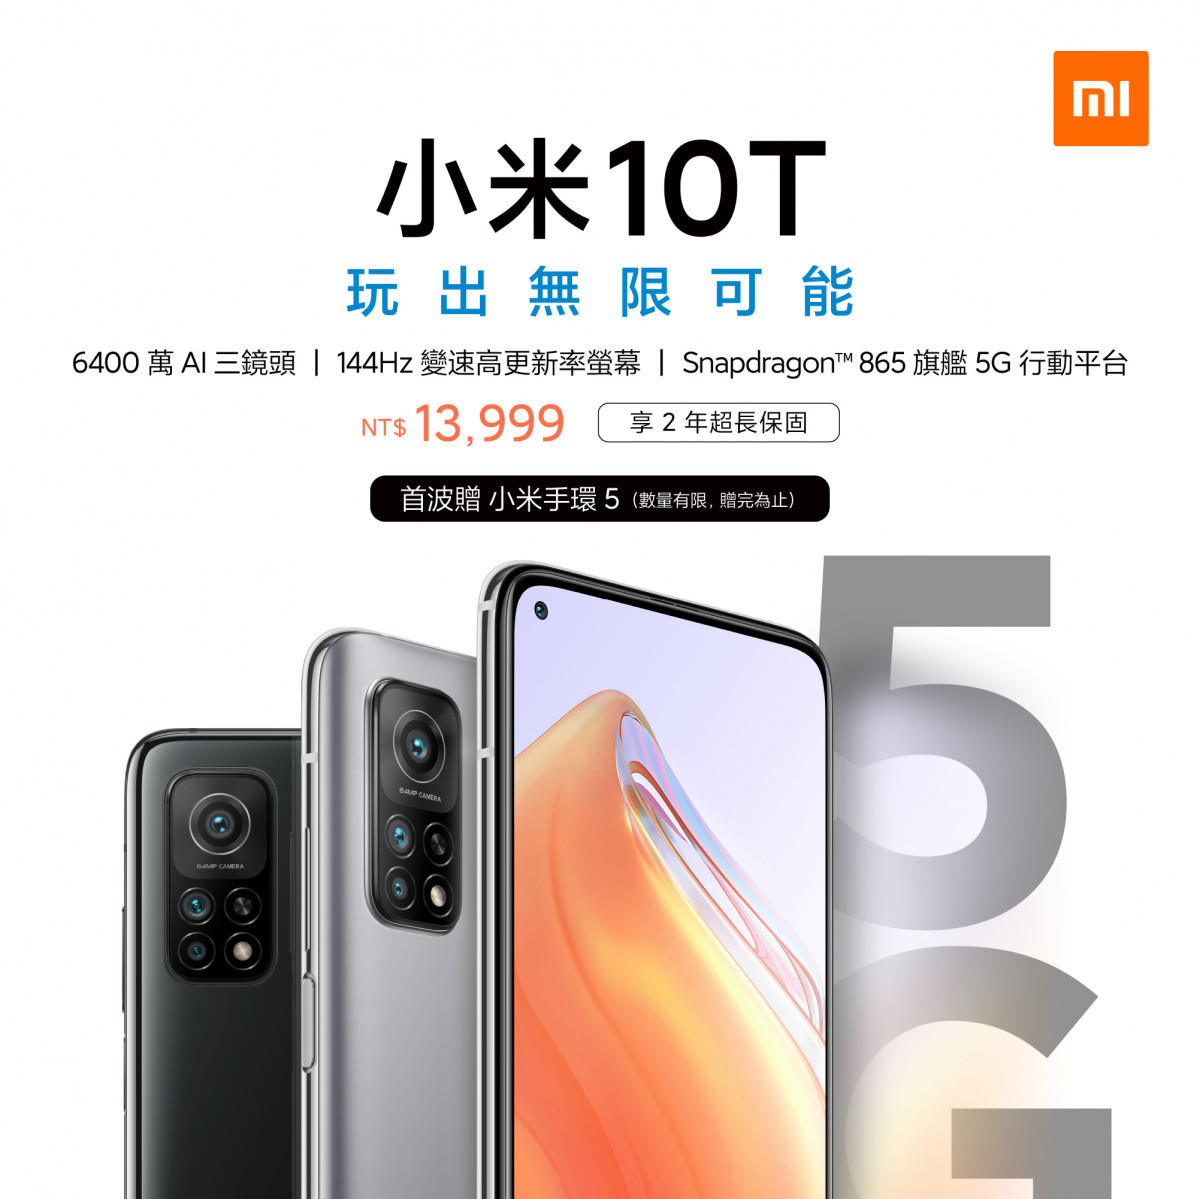 mi
小米10T
玩出無限可能
6400 萬 AI 三鏡頭 | 144Hz 變速高更新率螢幕 | Snapdragon™ 865 旗艦 5G 行動平台
NT$ 13,999 享 2 年超長保固
首波贈 小米手環 5（數量有限, 贈完為止）
5G
64MP CAMERA
64MP CAMERA